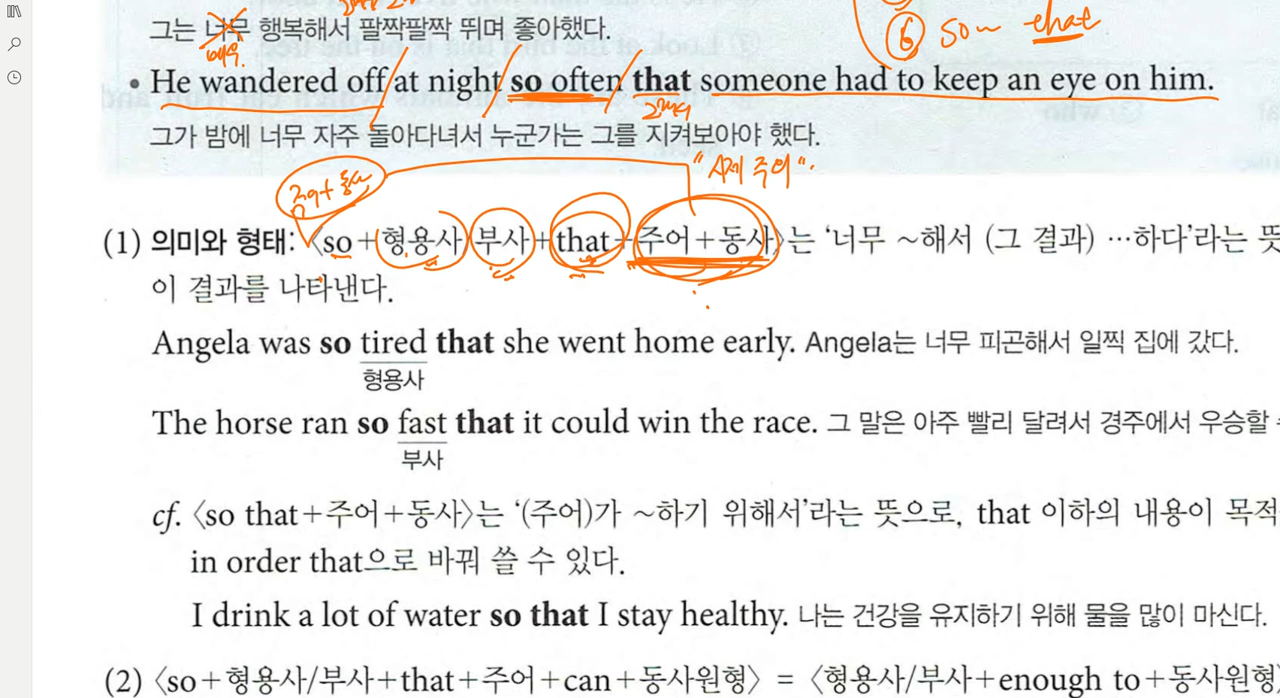 그는 너무 행복해서 팔짝팔짝 뛰며 좋아했다.
매우.
⑥ so~ that
• He wandered off at night so often that someone had to keep an eye on him.
그가 밤에 너무 자주 돌아다녀서 누군가는 그를 지켜보아야 했다.
"시제 주의".
(1) 의미와 형태: 〈so+형용사/부사+that+주어+동사〉는 ‘너무 ~해서 (그 결과) …하다’라는 뜻
이 결과를 나타낸다.
Angela was so tired that she went home early. Angela는 너무 피곤해서 일찍 집에 갔다.
형용사
The horse ran so fast that it could win the race. 그 말은 아주 빨리 달려서 경주에서 우승할
부사
cf. 〈so that+주어+동사〉는 ‘(주어)가 ~하기 위해서’라는 뜻으로, that 이하의 내용이 목적
in order that으로 바꿔 쓸 수 있다.
I drink a lot of water so that I stay healthy. 나는 건강을 유지하기 위해 물을 많이 마신다.
(2) 〈so+형용사/부사+that+주어+can+동사원형〉 = 〈형용사/부사+enough to+동사원형〉